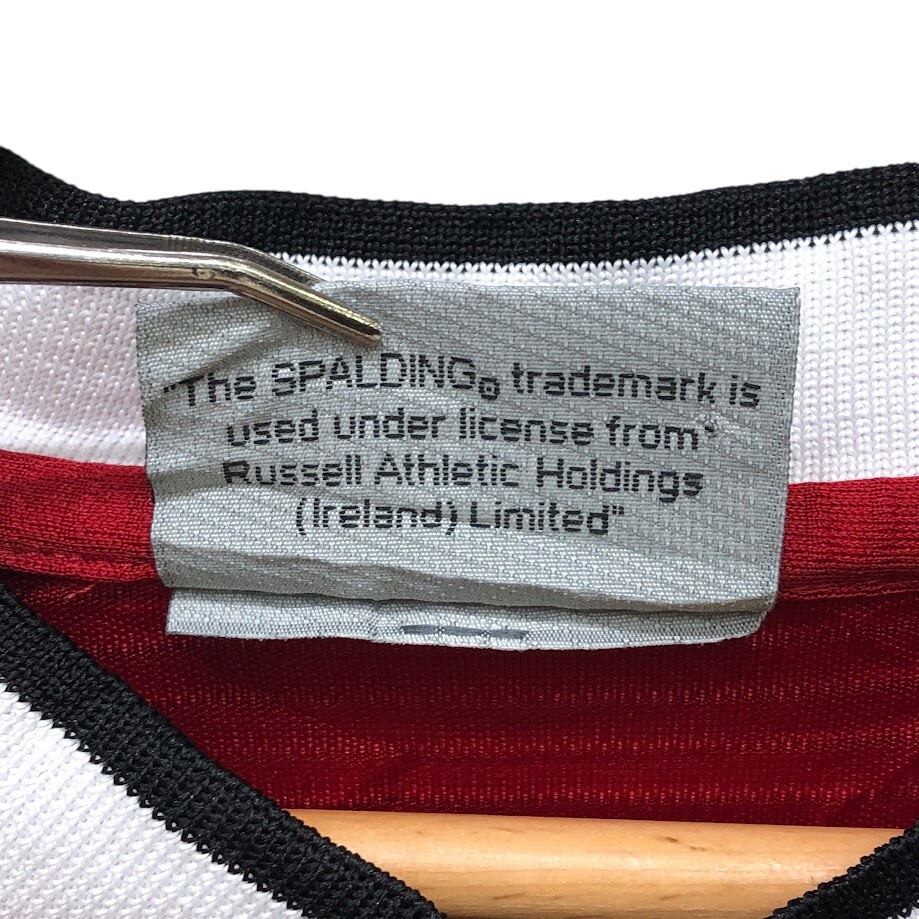 "The SPALDING® trademark is
used under license from
Russell Athletic Holdings
(Ireland) Limited"